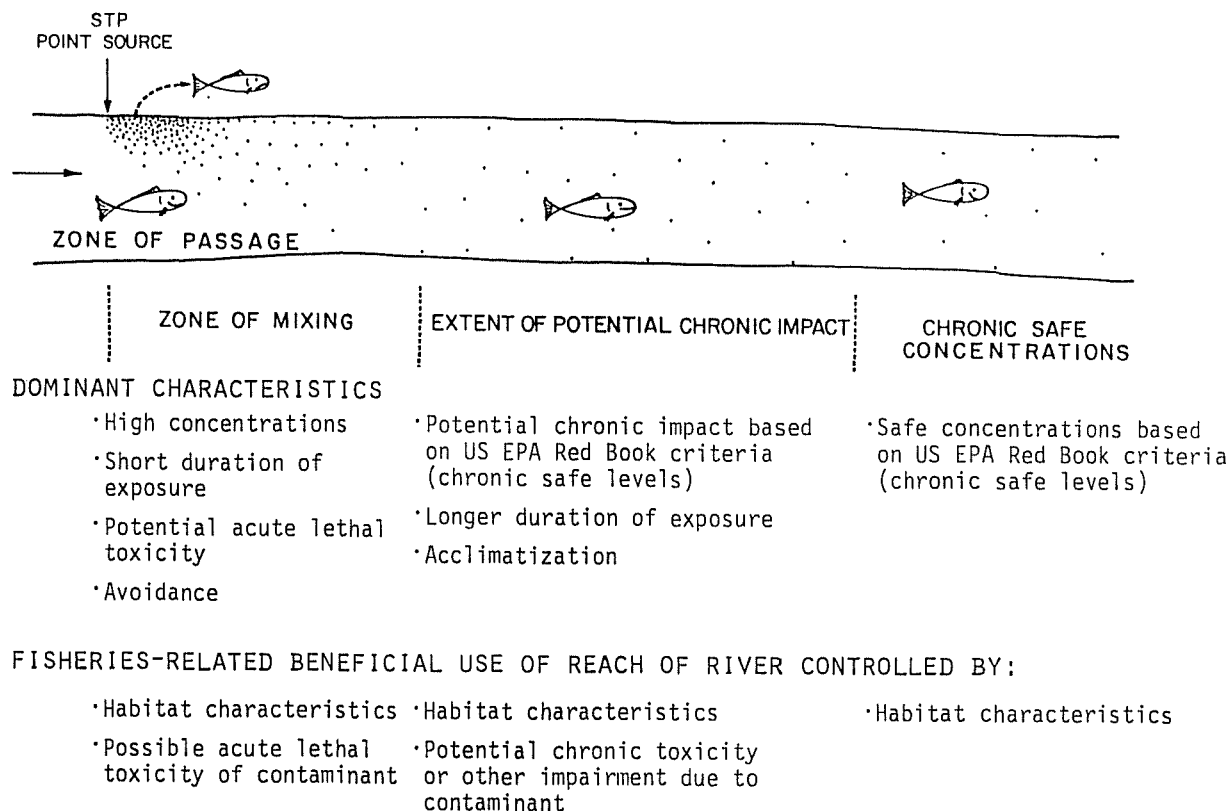 STP
POINT SOURCE
ZONE OF PASSAGE
ZONE OF MIXING
EXTENT OF POTENTIAL CHRONIC IMPACT
CHRONIC SAFE
CONCENTRATIONS
DOMINANT CHARACTERISTICS
·High concentrations
·Short duration of
exposure
·Potential acute lethal
toxicity
·Avoidance
·Potential chronic impact based
on US EPA Red Book criteria
(chronic safe levels)
·Longer duration of exposure
·Acclimatization
·Safe concentrations based
on US EPA Red Book criteria
(chronic safe levels)
FISHERIES-RELATED BENEFICIAL USE OF REACH OF RIVER CONTROLLED BY:
·Habitat characteristics
·Possible acute lethal
toxicity of contaminant
·Habitat characteristics
·Potential chronic toxicity
or other impairment due to
contaminant
·Habitat characteristics